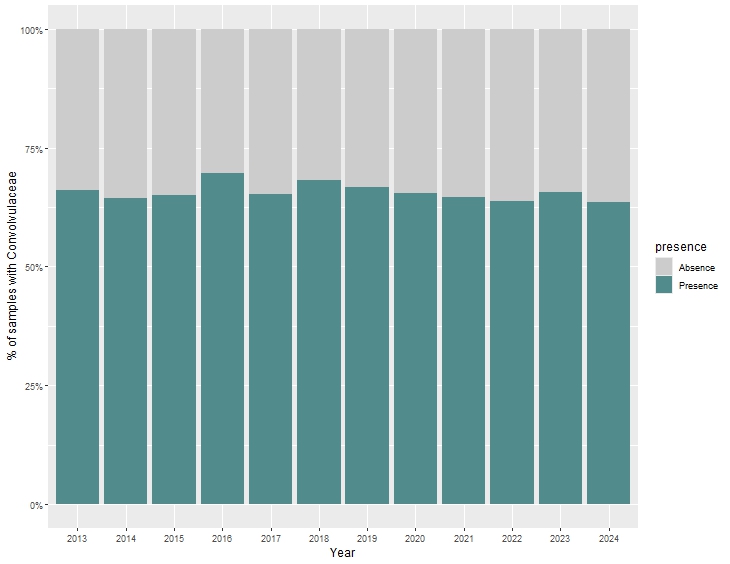 100%
75%
50%
25%
0%
% of samples with Convolvulaceae
2013 2014 2015 2016 2017 2018 2019 2020 2021 2022 2023 2024
Year
presence
Absence
Presence